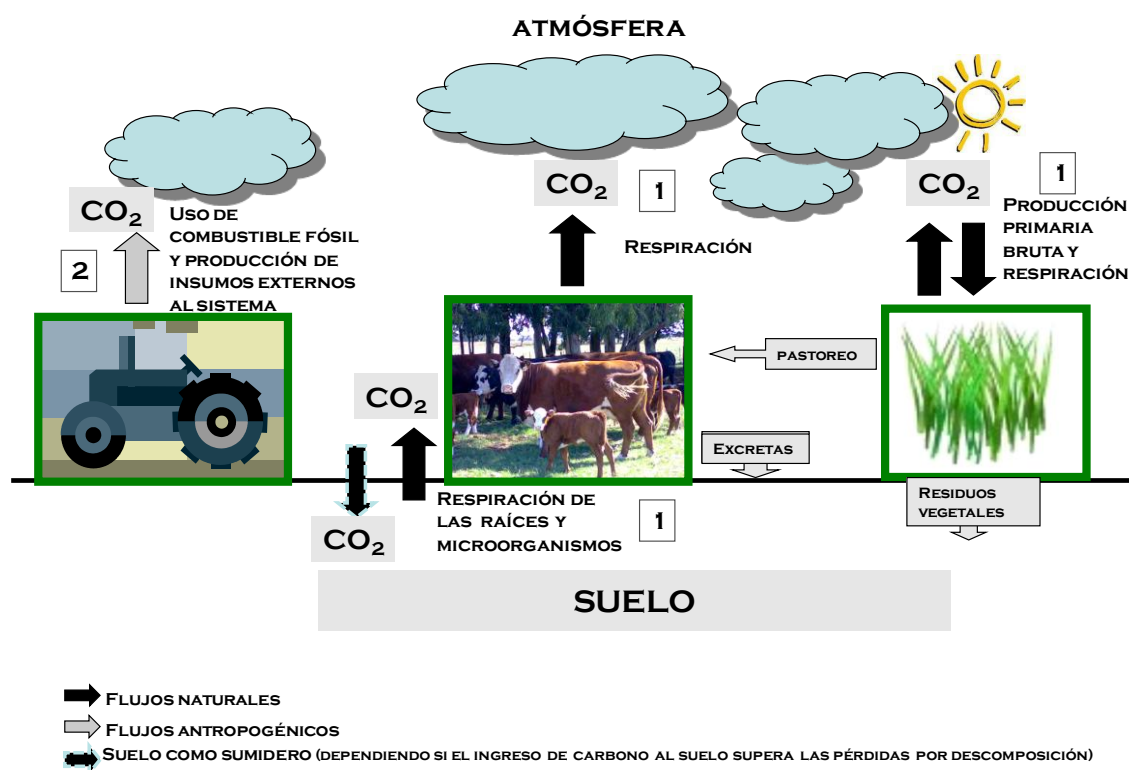 ATMÓSFERA
CO2
USO DE
COMBUSTIBLE FÓSIL
Y PRODUCCIÓN DE
INSUMOS EXTERNOS
AL SISTEMA
2
CO2
1
RESPIRACIÓN
CO2
1
PRODUCCIÓN
PRIMARIA
BRUTA Y
RESPIRACIÓN
PASTOREO
CO2
EXCRETAS
RESIDUOS
VEGETALES
RESPIRACIÓN DE
LAS RAÍCES Y
MICROORGANISMOS
1
CO2
SUELO
FLUJOS NATURALES
FLUJOS ANTROPOGÉNICOS
SUELO COMO SUMIDERO (DEPENDIENDO SI EL INGRESO DE CARBONO AL SUELO SUPERA LAS PÉRDIDAS POR DESCOMPOSICIÓN)